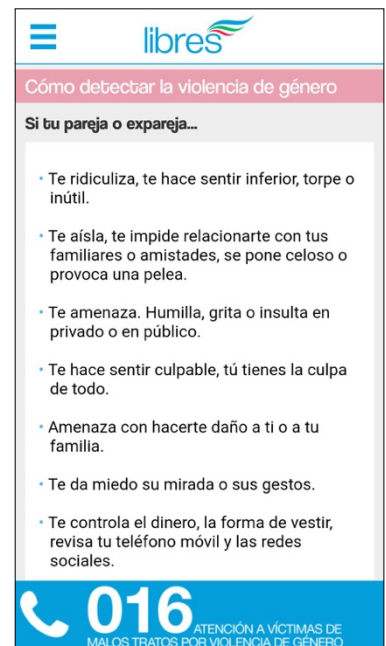 libres
Cómo detectar la violencia de género
Si tu pareja o expareja...
• Te ridiculiza, te hace sentir inferior, torpe o
inútil.
• Te aísla, te impide relacionarte con tus
familiares o amistades, se pone celoso o
provoca una pelea.
• Te amenaza. Humilla, grita o insulta en
privado o en público.
• Te hace sentir culpable, tú tienes la culpa
de todo.
• Amenaza con hacerte daño a ti o a tu
familia.
• Te da miedo su mirada o sus gestos.
• Te controla el dinero, la forma de vestir,
revisa tu teléfono móvil y las redes
sociales.
016 ATENCIÓN A VÍCTIMAS DE
MALOS TRATOS POR VIOLENCIA DE GÉNERO